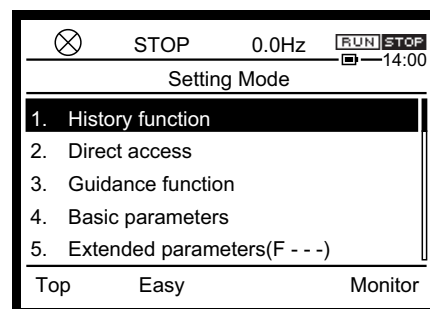 STOP 0.0Hz RUN STOP
14:00
Setting Mode
1. History function
2. Direct access
3. Guidance function
4. Basic parameters
5. Extended parameters(F - - -)
Top Easy Monitor